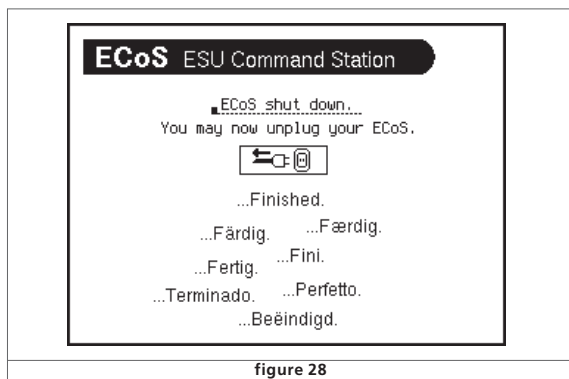 ECoS ESU Command Station
ECoS shut down..
You may now unplug your ECoS.
...Finished.
...Færdig.
...Färdig.
...Fini.
...Fertig.
...Perfetto.
...Terminado.
...Beëindigd.
figure 28